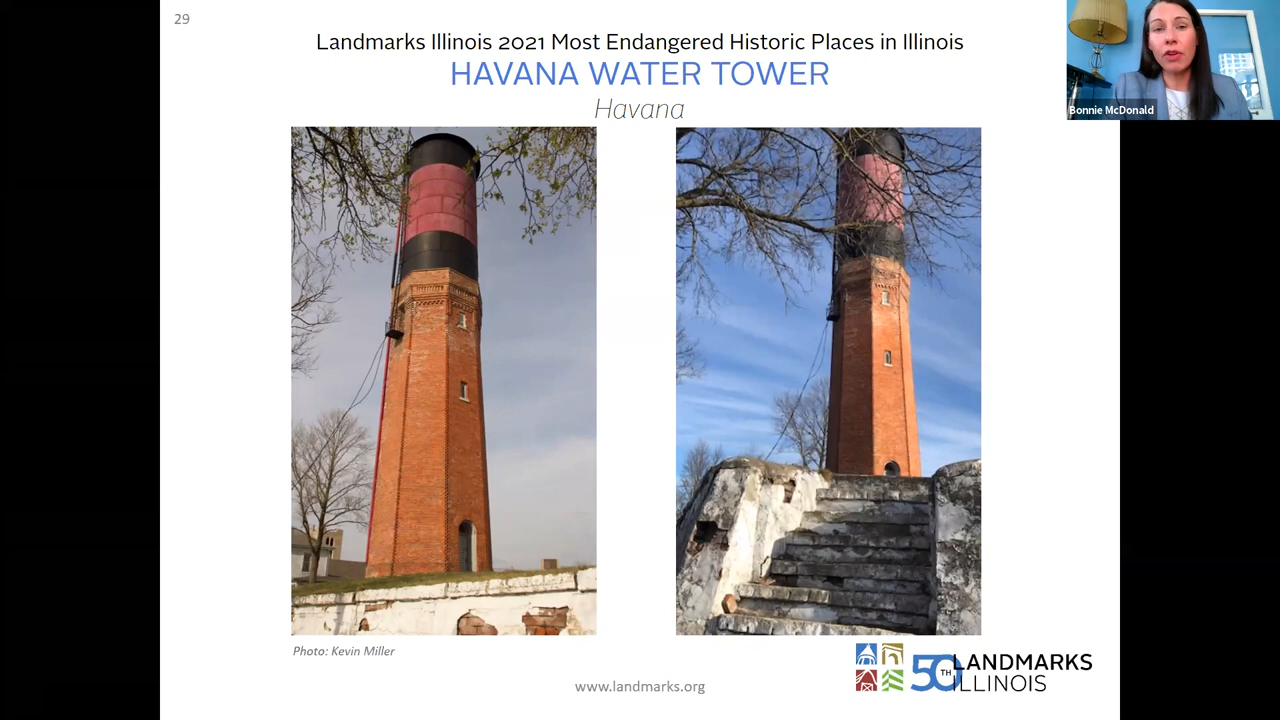 29
Landmarks Illinois 2021 Most Endangered Historic Places in Illinois
HAVANA WATER TOWER
Havana
Bonnie McDonald
Photo: Kevin Miller
www.landmarks.org
50TH LANDMARKS
ILLINOIS